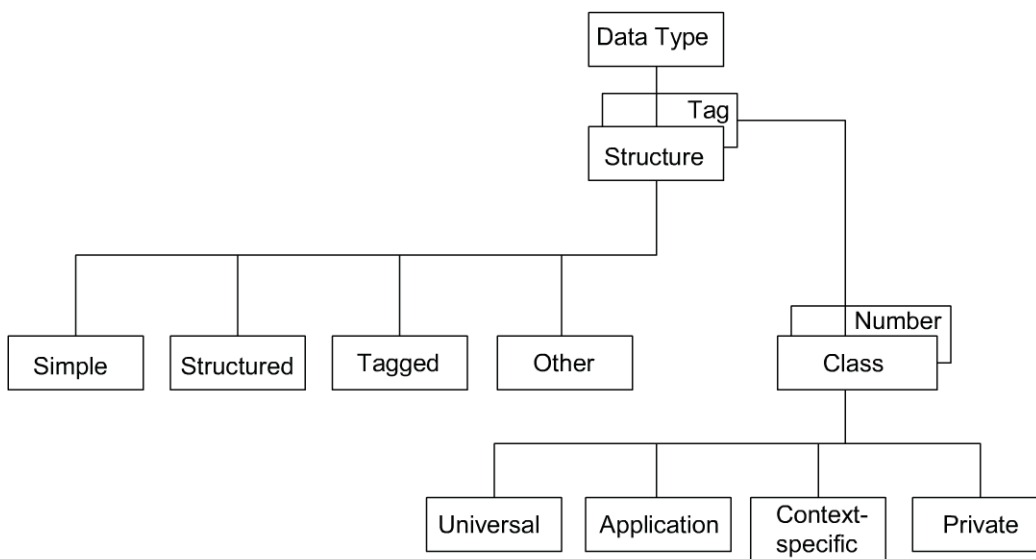 Data Type
Tag
Structure
Number
Simple
Structured
Tagged
Other
Class
Universal
Application
Context-
specific
Private